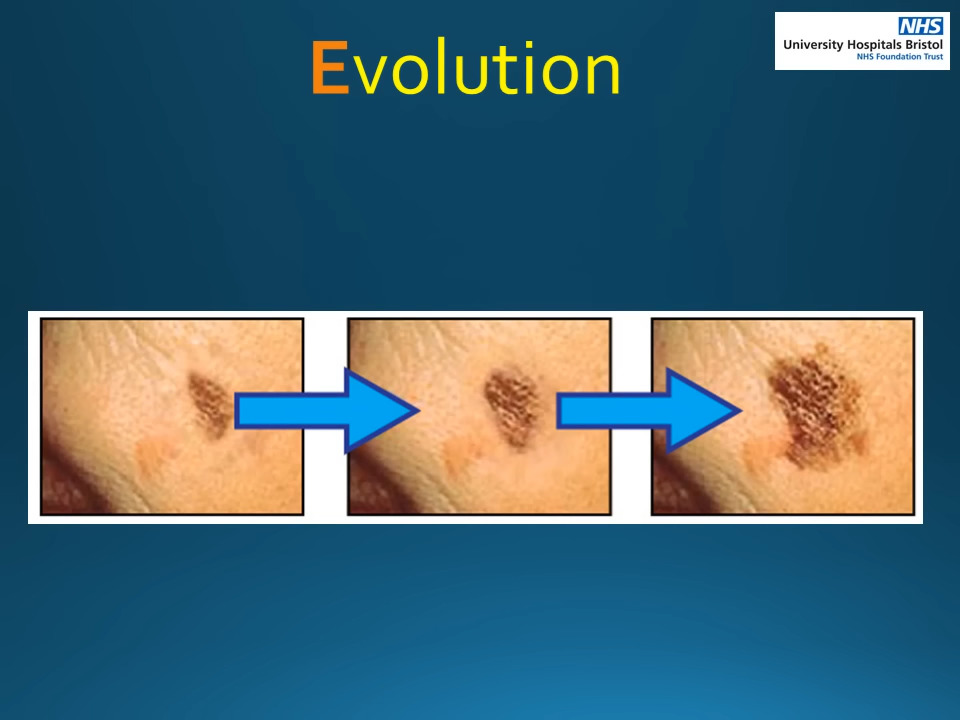 Evolution
NHS
University Hospitals Bristol
NHS Foundation Trust